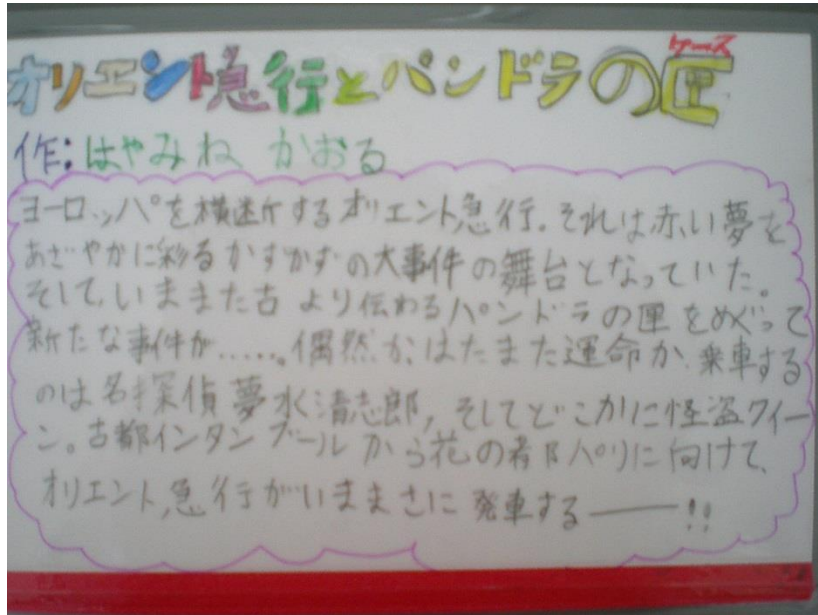 オリエント急行とパンドラの匣
ケース
作:はやみね かおる
ヨーロッパを横断するオリエント急行。それは赤い夢を
あざやかに彩るかずかずの大事件の舞台となっていた。
そして、いままた古より伝わるパンドラの匣をめぐって
新たな事件が……。偶然か、はたまた運命か、乗車する
のは名探偵夢水清志郎, そしてどこかに怪盗クイー
ン。古都インタンブールから花の都パリに向けて、
オリエント急行がいままさに発車する――!!